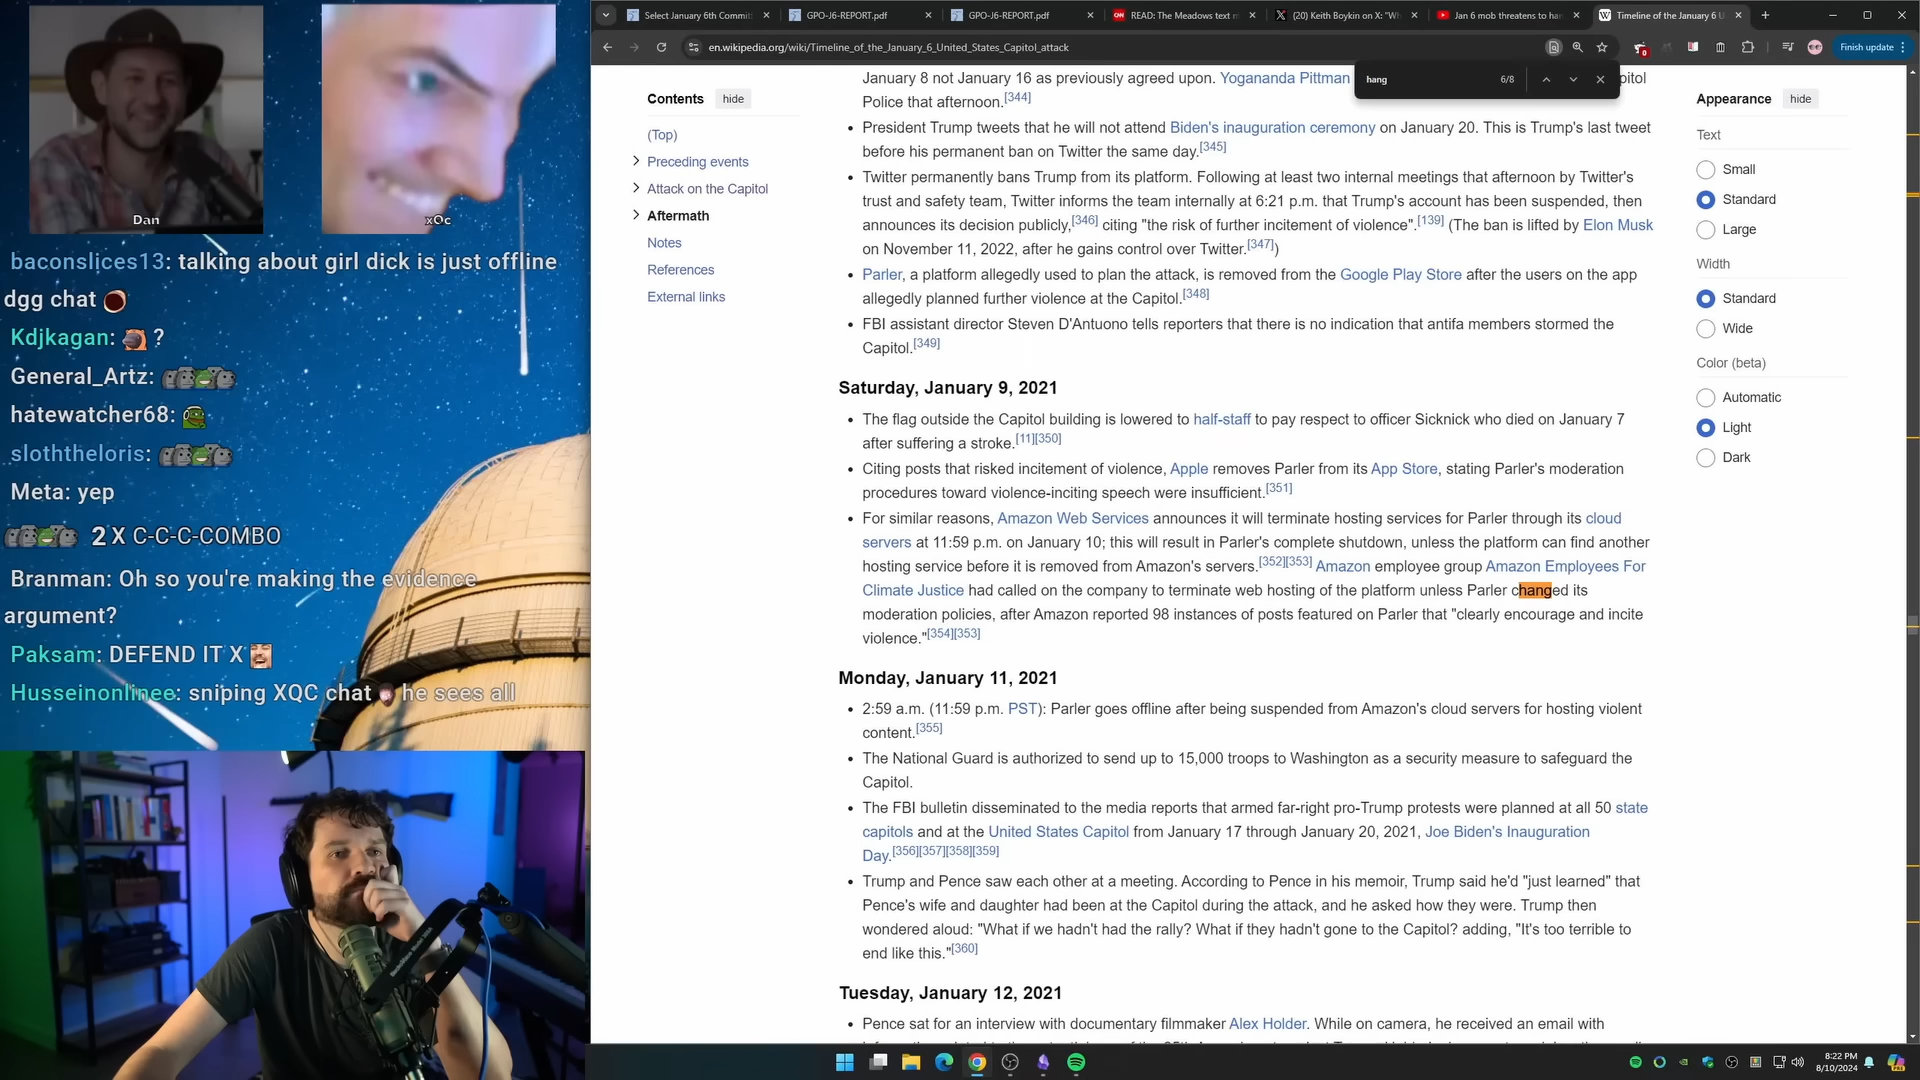 Dan
xQc
baconslices13: talking about girl dick is just offline
dgg chat
Kdjkagan: ?
General_Artz:
hatewatcher68:
sloththeloris:
Meta: yep
2 X C-C-C-COMBO
Branman: Oh so you're making the evidence
argument?
Paksam: DEFEND IT X
Husseinonlinee: sniping XQC chat he sees all
Select January 6th Committ
GPO-J6-REPORT.pdf
GPO-J6-REPORT.pdf
READ: The Meadows text m
(20) Keith Boykin on X: "Wh
Jan 6 mob threatens to han
Timeline of the January 6 U
en.wikipedia.org/wiki/Timeline_of_the_January_6_United_States_Capitol_attack
Finish update
hang 6/8
Contents hide
(Top)
Preceding events
Attack on the Capitol
Aftermath
Notes
References
External links
January 8 not January 16 as previously agreed upon. Yogananda Pittman
pitol
Police that afternoon.[344]
President Trump tweets that he will not attend Biden's inauguration ceremony on January 20. This is Trump's last tweet
before his permanent ban on Twitter the same day.[345]
Twitter permanently bans Trump from its platform. Following at least two internal meetings that afternoon by Twitter's
trust and safety team, Twitter informs the team internally at 6:21 p.m. that Trump's account has been suspended, then
announces its decision publicly,[346] citing "the risk of further incitement of violence".[139] (The ban is lifted by Elon Musk
on November 11, 2022, after he gains control over Twitter.[347])
Parler, a platform allegedly used to plan the attack, is removed from the Google Play Store after the users on the app
allegedly planned further violence at the Capitol.[348]
FBI assistant director Steven D'Antuono tells reporters that there is no indication that antifa members stormed the
Capitol.[349]
Saturday, January 9, 2021
The flag outside the Capitol building is lowered to half-staff to pay respect to officer Sicknick who died on January 7
after suffering a stroke.[11][350]
Citing posts that risked incitement of violence, Apple removes Parler from its App Store, stating Parler's moderation
procedures toward violence-inciting speech were insufficient.[351]
For similar reasons, Amazon Web Services announces it will terminate hosting services for Parler through its cloud
servers at 11:59 p.m. on January 10; this will result in Parler's complete shutdown, unless the platform can find another
hosting service before it is removed from Amazon's servers.[352][353] Amazon employee group Amazon Employees For
Climate Justice had called on the company to terminate web hosting of the platform unless Parler changed its
moderation policies, after Amazon reported 98 instances of posts featured on Parler that "clearly encourage and incite
violence."[354][353]
Monday, January 11, 2021
2:59 a.m. (11:59 p.m. PST): Parler goes offline after being suspended from Amazon's cloud servers for hosting violent
content.[355]
The National Guard is authorized to send up to 15,000 troops to Washington as a security measure to safeguard the
Capitol.
The FBI bulletin disseminated to the media reports that armed far-right pro-Trump protests were planned at all 50 state
capitols and at the United States Capitol from January 17 through January 20, 2021, Joe Biden's Inauguration
Day.[356][357][358][359]
Trump and Pence saw each other at a meeting. According to Pence in his memoir, Trump said he'd "just learned" that
Pence's wife and daughter had been at the Capitol during the attack, and he asked how they were. Trump then
wondered aloud: "What if we hadn't had the rally? What if they hadn't gone to the Capitol? adding, "It's too terrible to
end like this."[360]
Tuesday, January 12, 2021
Pence sat for an interview with documentary filmmaker Alex Holder. While on camera, he received an email with
Appearance hide
Text
Small
Standard
Large
Width
Standard
Wide
Color (beta)
Automatic
Light
Dark
8:22 PM
8/10/2024